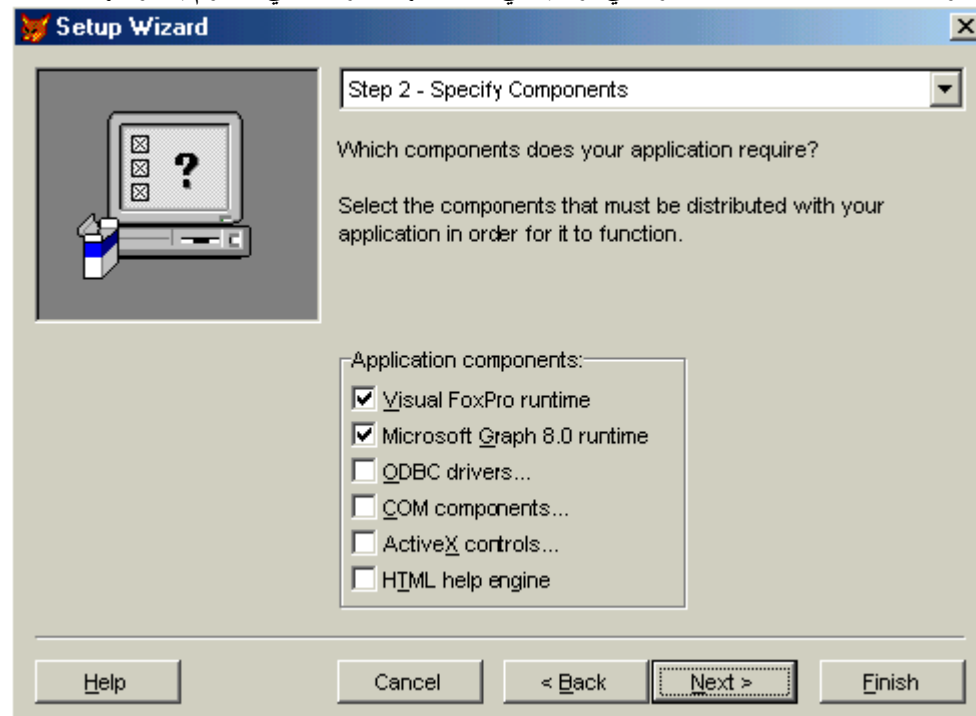 Setup Wizard
Step 2 - Specify Components
?
Which components does your application require?
Select the components that must be distributed with your
application in order for it to function.
Application components:
Visual FoxPro runtime
Microsoft Graph 8.0 runtime
ODBC drivers...
COM components...
ActiveX controls...
HTML help engine
Help
Cancel
< Back
Next >
Finish